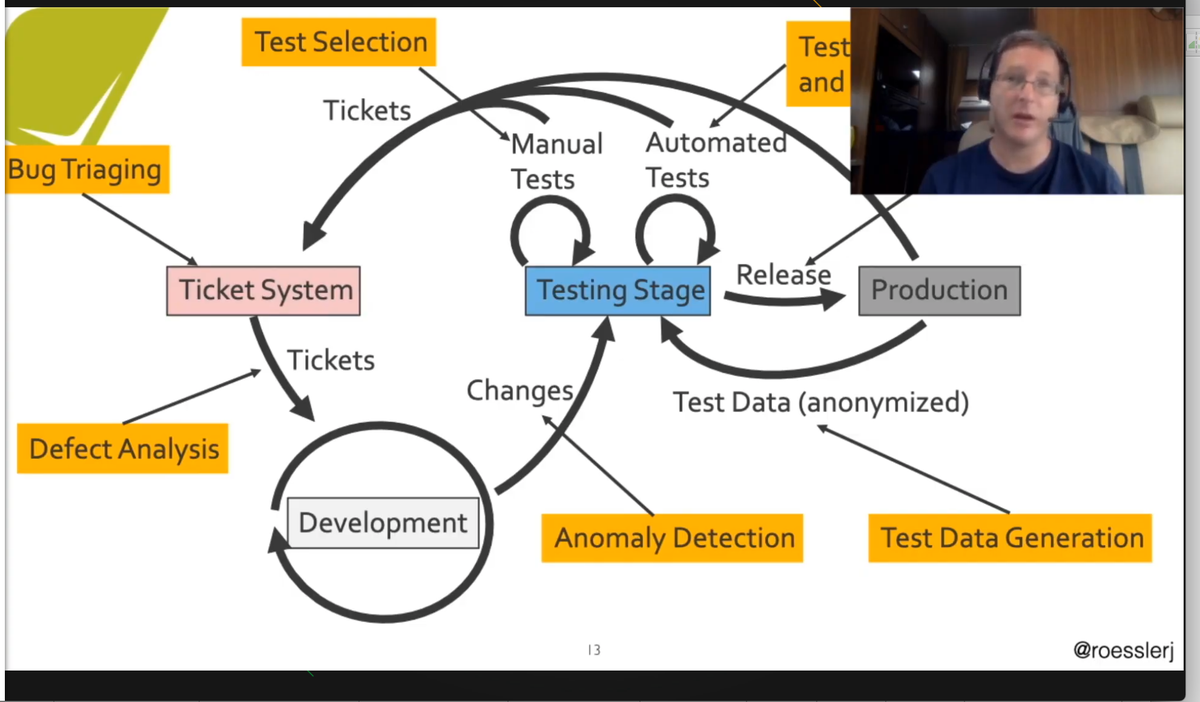 Test Selection
Test
and
Tickets
Manual
Tests
Automated
Tests
Bug Triaging
Ticket System
Testing Stage
Release
Production
Tickets
Changes
Test Data (anonymized)
Defect Analysis
Development
Anomaly Detection
Test Data Generation
13
@roesslerj